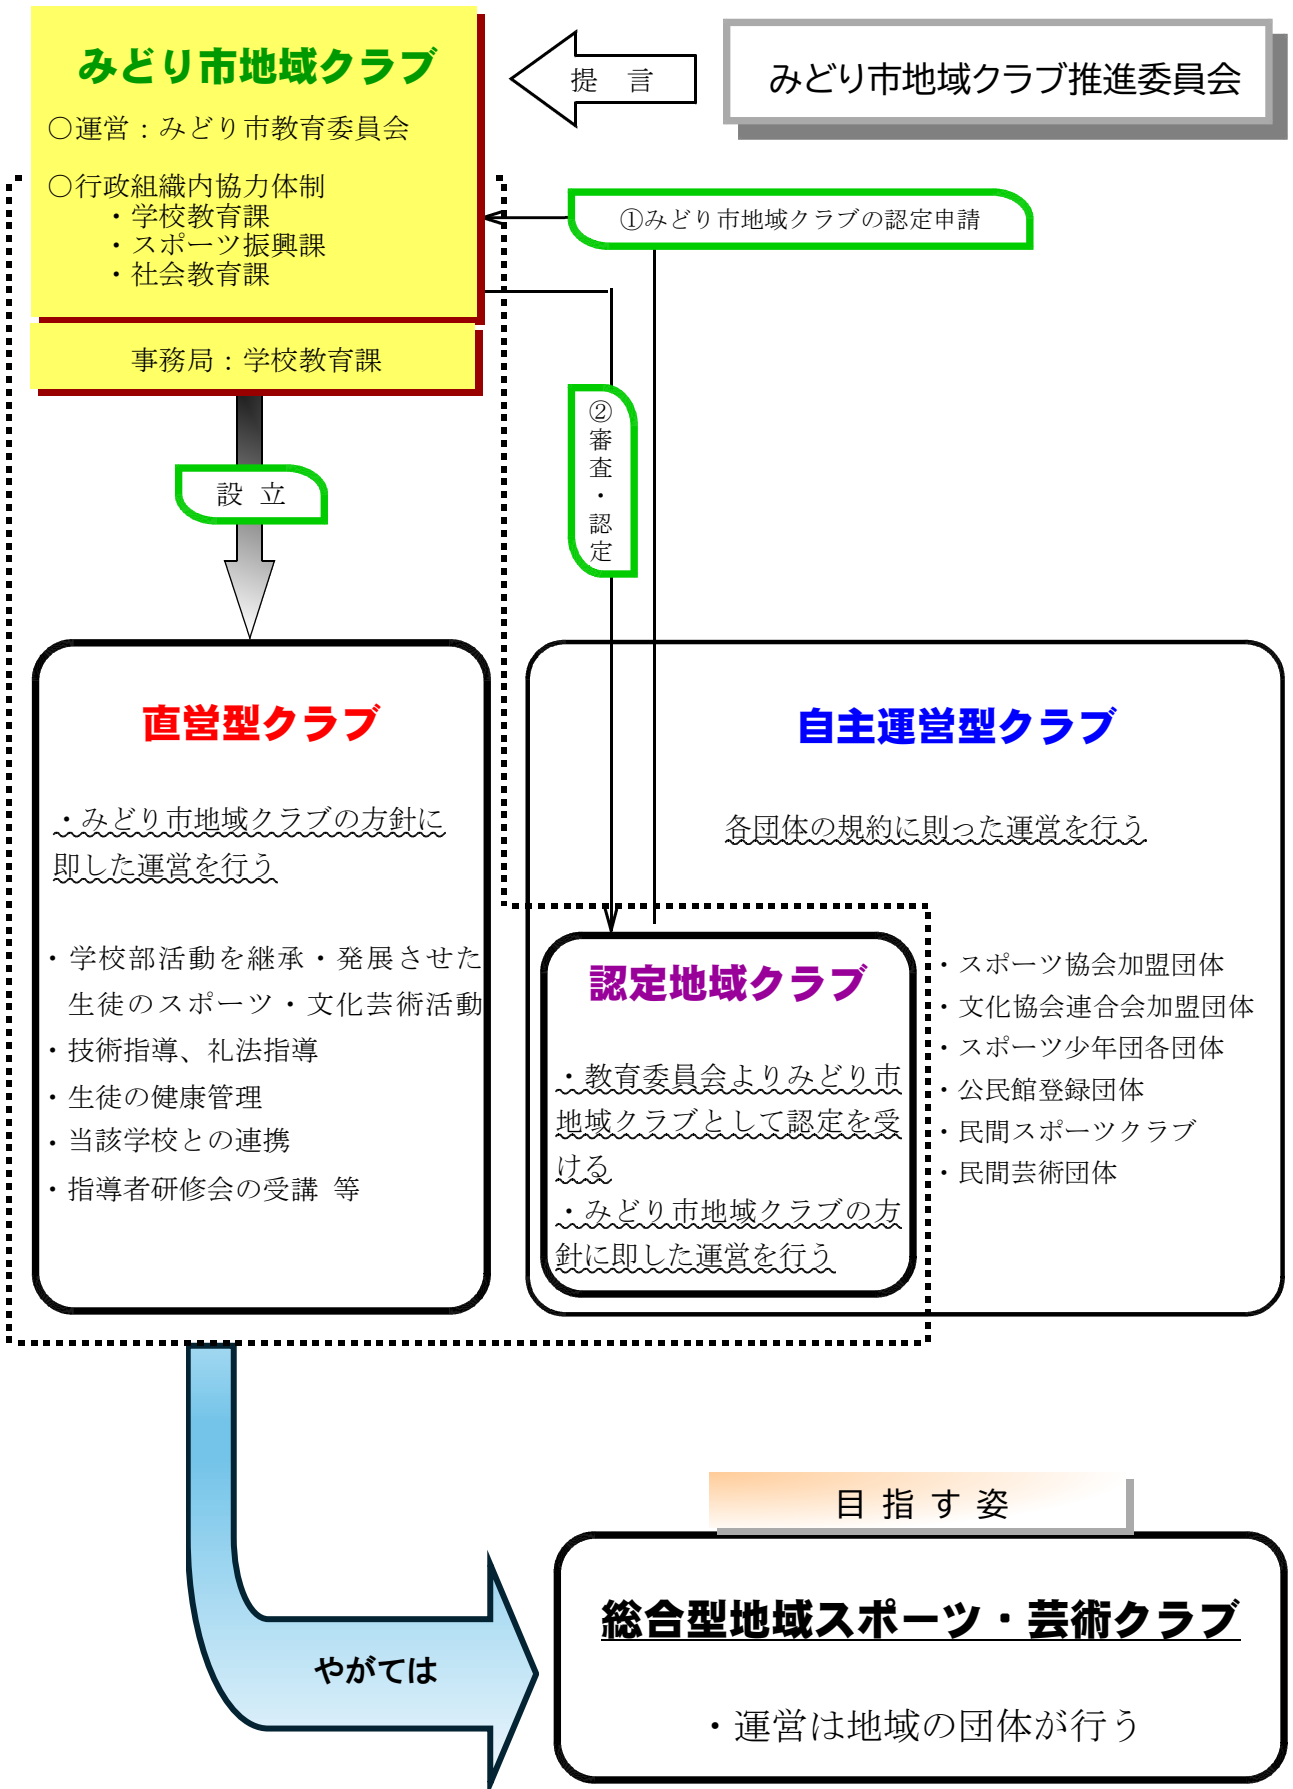 みどり市地域クラブ
〇運営：みどり市教育委員会
〇行政組織内協力体制
・学校教育課
・スポーツ振興課
・社会教育課
事務局：学校教育課
提　言
みどり市地域クラブ推進委員会
①みどり市地域クラブの認定申請
②審査・認定
設 立
直営型クラブ
・みどり市地域クラブの方針に
即した運営を行う
・学校部活動を継承・発展させた
生徒のスポーツ・文化芸術活動
・技術指導、礼法指導
・生徒の健康管理
・当該学校との連携
・指導者研修会の受講 等
自主運営型クラブ
各団体の規約に則った運営を行う
認定地域クラブ
・教育委員会よりみどり市
地域クラブとして認定を受
ける
・みどり市地域クラブの方
針に即した運営を行う
・スポーツ協会加盟団体
・文化協会連合会加盟団体
・スポーツ少年団各団体
・公民館登録団体
・民間スポーツクラブ
・民間芸術団体
やがては
目 指 す 姿
総合型地域スポーツ・芸術クラブ
・運営は地域の団体が行う